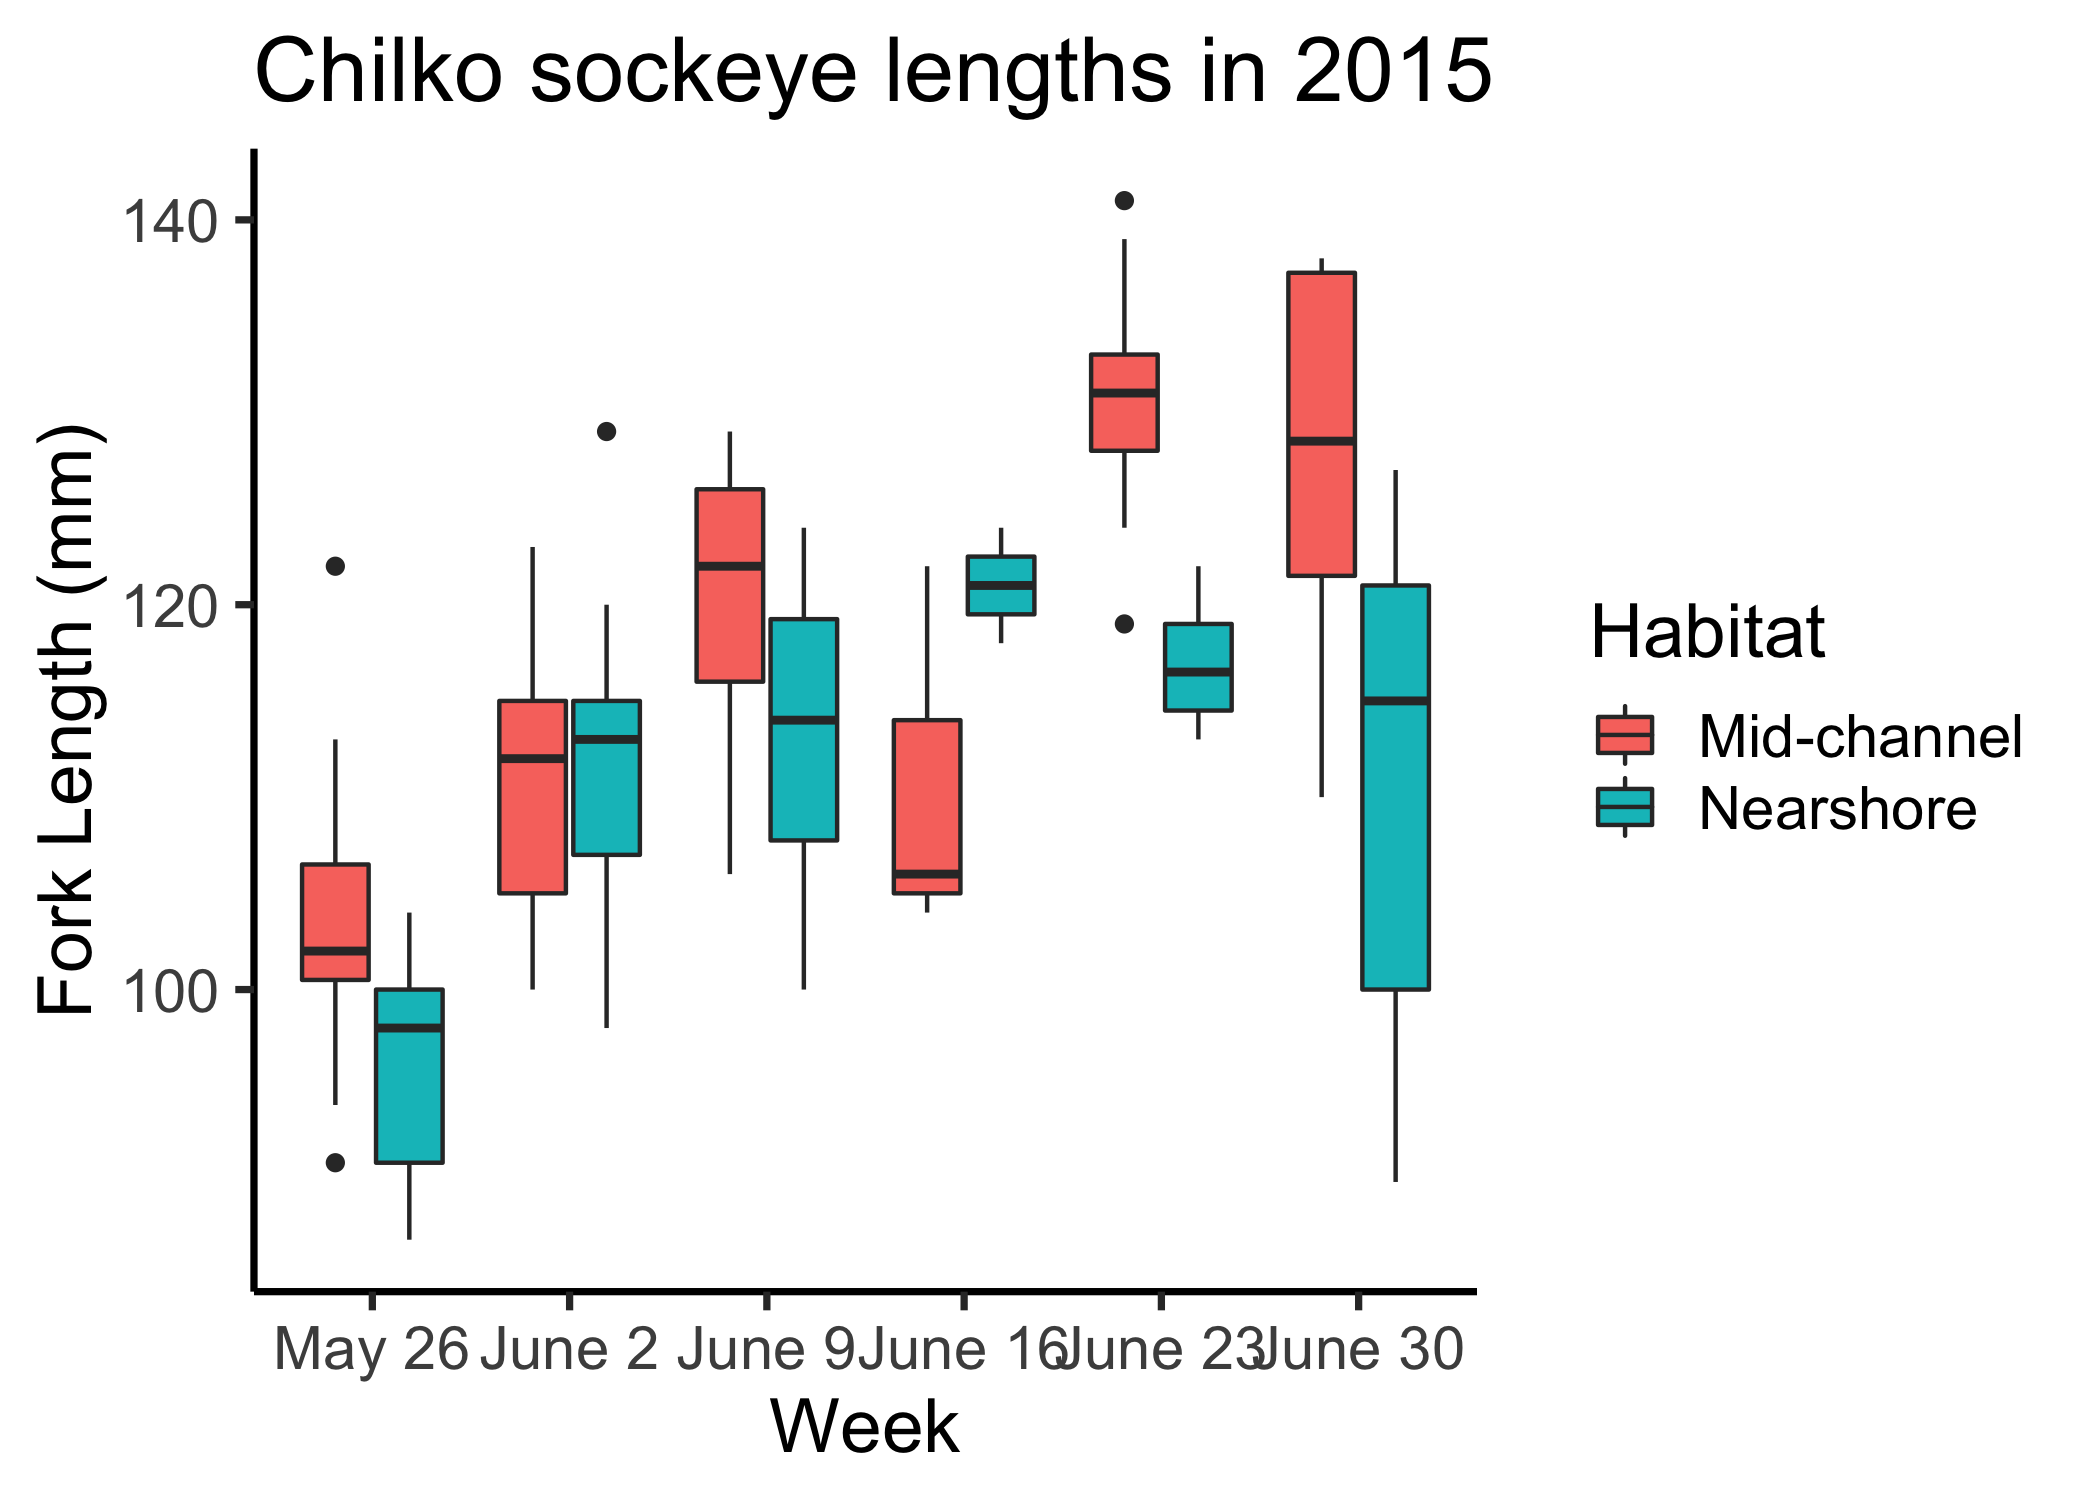 Chilko sockeye lengths in 2015
140
120
100
Fork Length (mm)
May 26 June 2 June 9 June 16 June 23 June 30
Week
Habitat
Mid-channel
Nearshore